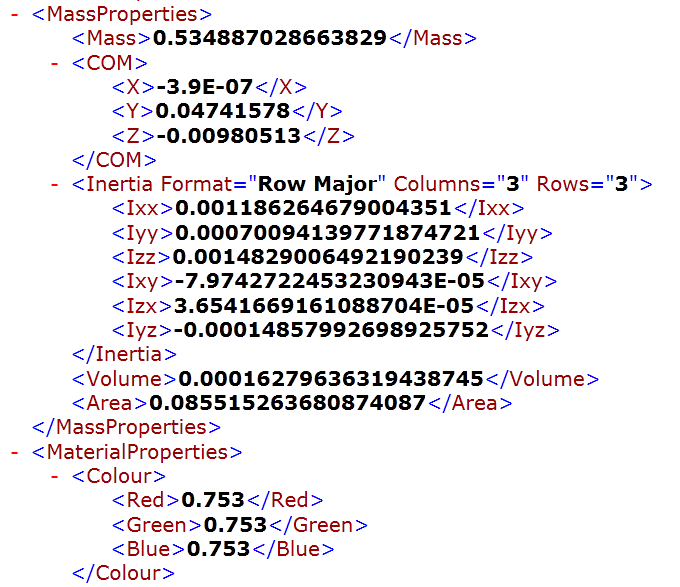 - <MassProperties>
<Mass>0.534887028663829</Mass>
- <COM>
<X>-3.9E-07</X>
<Y>0.04741578</Y>
<Z>-0.00980513</Z>
</COM>
- <Inertia Format="Row Major" Columns="3" Rows="3">
<Ixx>0.001186264679004351</Ixx>
<Iyy>0.00070094139771874721</Iyy>
<Izz>0.0014829006492190239</Izz>
<Ixy>-7.9742722453230943E-05</Ixy>
<Izx>3.6541669161088704E-05</Izx>
<Iyz>-0.00014857992698925752</Iyz>
</Inertia>
<Volume>0.00016279636319438745</Volume>
<Area>0.085515263680874087</Area>
</MassProperties>
- <MaterialProperties>
- <Colour>
<Red>0.753</Red>
<Green>0.753</Green>
<Blue>0.753</Blue>
</Colour>